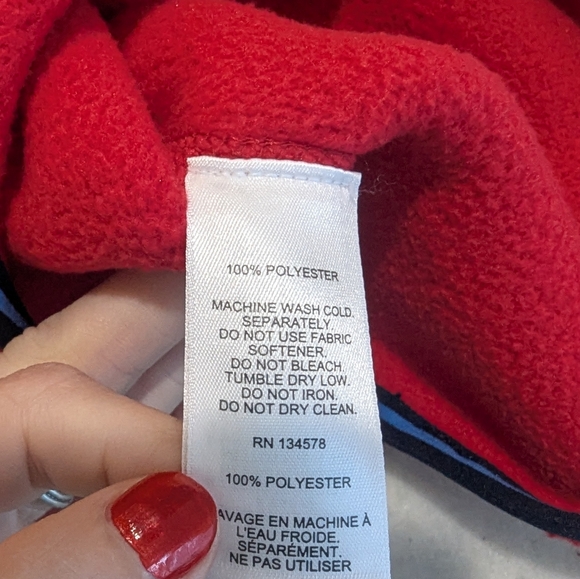 100% POLYESTER
MACHINE WASH COLD.
SEPARATELY.
DO NOT USE FABRIC
SOFTENER.
DO NOT BLEACH.
TUMBLE DRY LOW.
DO NOT IRON.
DO NOT DRY CLEAN.
RN 134578
100% POLYESTER
AVAGE EN MACHINE À
L'EAU FROIDE.
SÉPARÉMENT.
NE PAS UTILISER